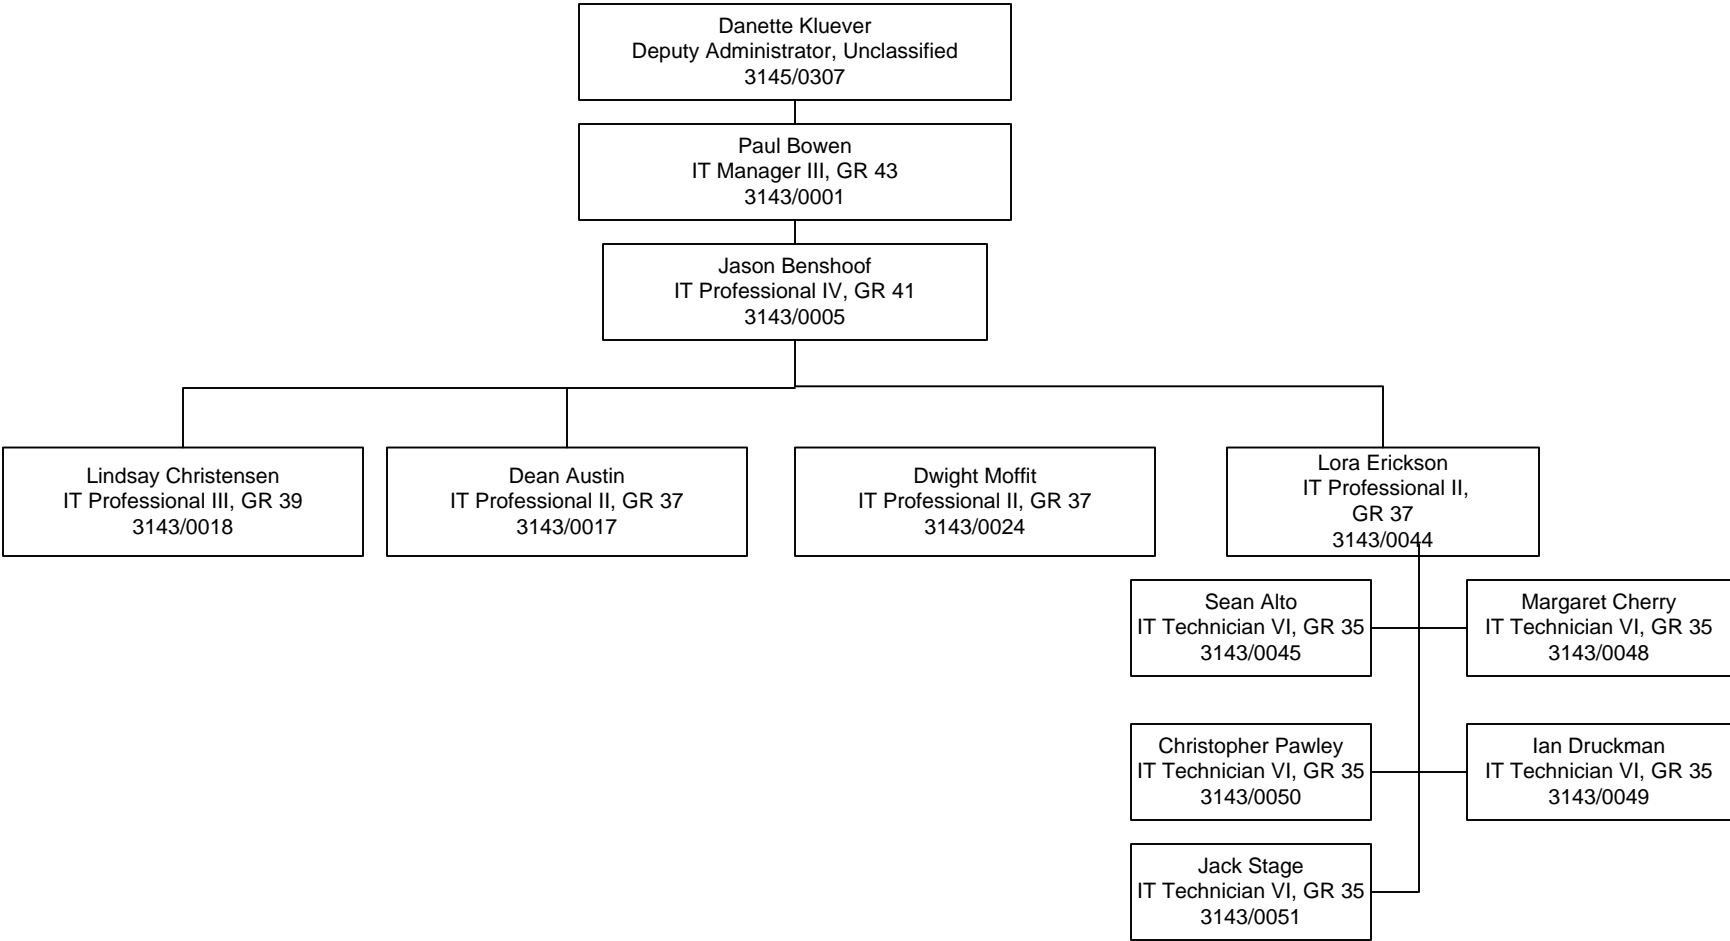 Danette Kluever
Deputy Administrator, Unclassified
3145/0307
Paul Bowen
IT Manager III, GR 43
3143/0001
Jason Benshoof
IT Professional IV, GR 41
3143/0005
Lindsay Christensen
IT Professional III, GR 39
3143/0018
Dean Austin
IT Professional II, GR 37
3143/0017
Dwight Moffit
IT Professional II, GR 37
3143/0024
Lora Erickson
IT Professional II,
GR 37
3143/0044
Sean Alto
IT Technician VI, GR 35
3143/0045
Margaret Cherry
IT Technician VI, GR 35
3143/0048
Christopher Pawley
IT Technician VI, GR 35
3143/0050
Ian Druckman
IT Technician VI, GR 35
3143/0049
Jack Stage
IT Technician VI, GR 35
3143/0051